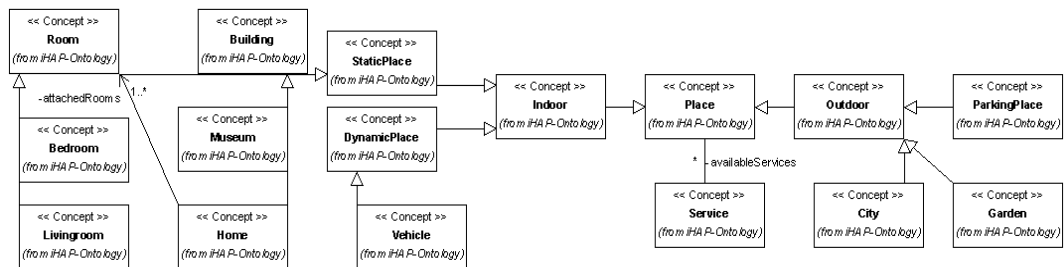 << Concept >>
Room
(from iHAP-Ontology)
<< Concept >>
Building
(from iHAP-Ontology)
<< Concept >>
StaticPlace
(from iHAP-Ontology)
-attachedRooms
1..*
<< Concept >>
Indoor
(from iHAP-Ontology)
<< Concept >>
Place
(from iHAP-Ontology)
<< Concept >>
Outdoor
(from iHAP-Ontology)
<< Concept >>
ParkingPlace
(from iHAP-Ontology)
<< Concept >>
Bedroom
(from iHAP-Ontology)
<< Concept >>
Museum
(from iHAP-Ontology)
<< Concept >>
DynamicPlace
(from iHAP-Ontology)
* -availableServices
<< Concept >>
Livingroom
(from iHAP-Ontology)
<< Concept >>
Home
(from iHAP-Ontology)
<< Concept >>
Vehicle
(from iHAP-Ontology)
<< Concept >>
Service
(from iHAP-Ontology)
<< Concept >>
City
(from iHAP-Ontology)
<< Concept >>
Garden
(from iHAP-Ontology)